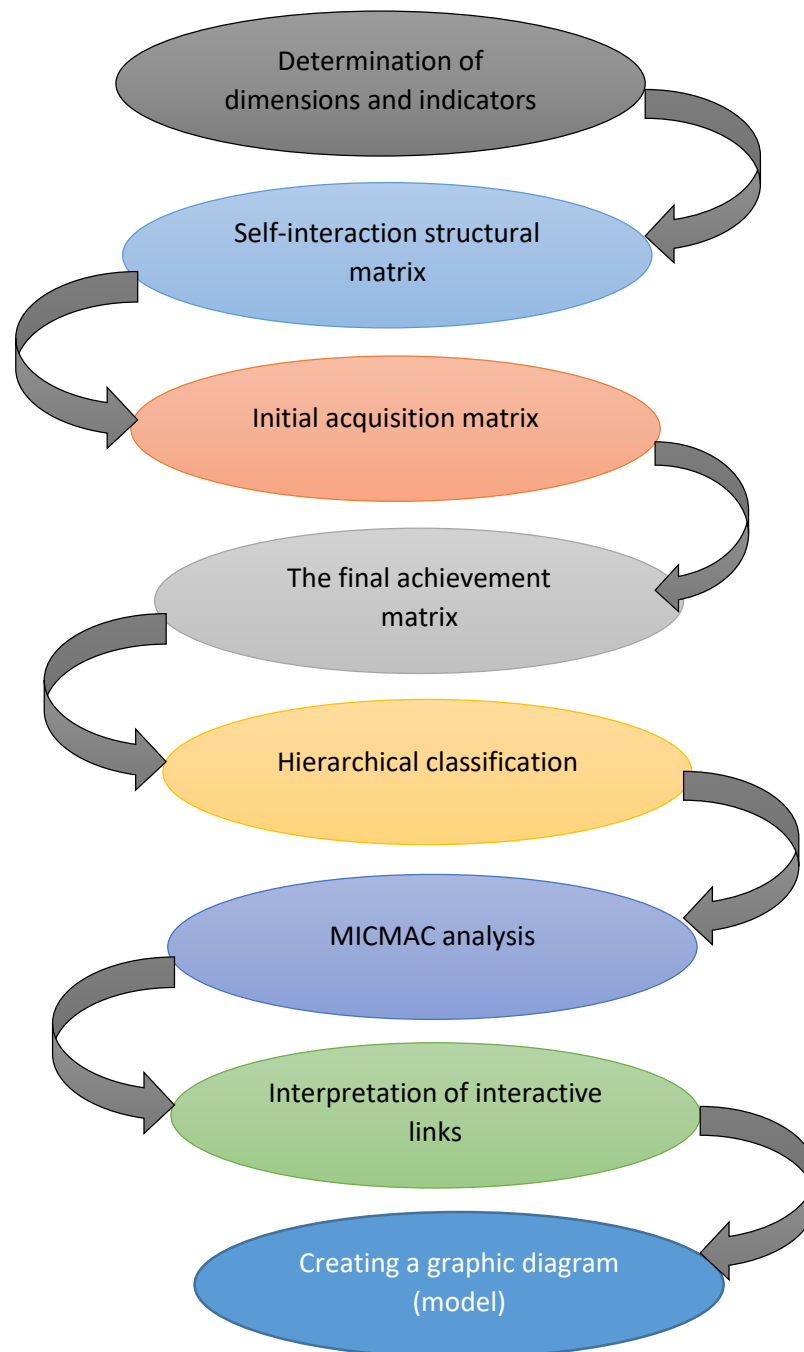 Determination of
dimensions and indicators
Self-interaction structural
matrix
Initial acquisition matrix
The final achievement
matrix
Hierarchical classification
MICMAC analysis
Interpretation of interactive
links
Creating a graphic diagram
(model)